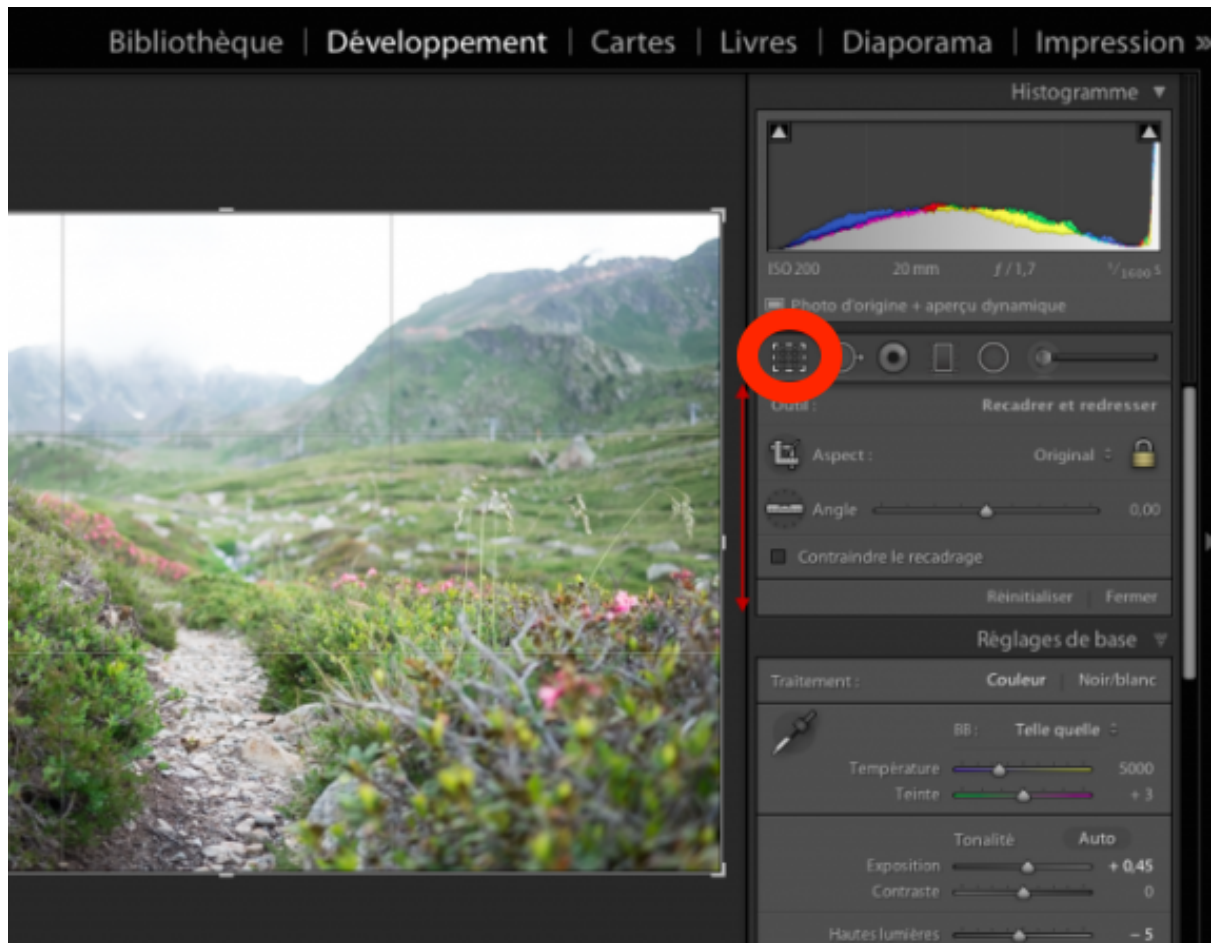 Bibliothèque | Développement | Cartes | Livres | Diaporama | Impression »
Histogramme
ISO 200 20 mm ƒ / 1,7 1/1600 s
Photo d'origine + aperçu dynamique
Outil : Recadrer et redresser
Aspect : Original
Angle 0,00
Contraindre le recadrage
Réinitialiser | Fermer
Réglages de base
Traitement : Couleur | Noir/blanc
BB : Telle quelle
Température 5000
Teinte + 3
Tonalité Auto
Exposition + 0,45
Contraste 0
Hautes lumières - 5